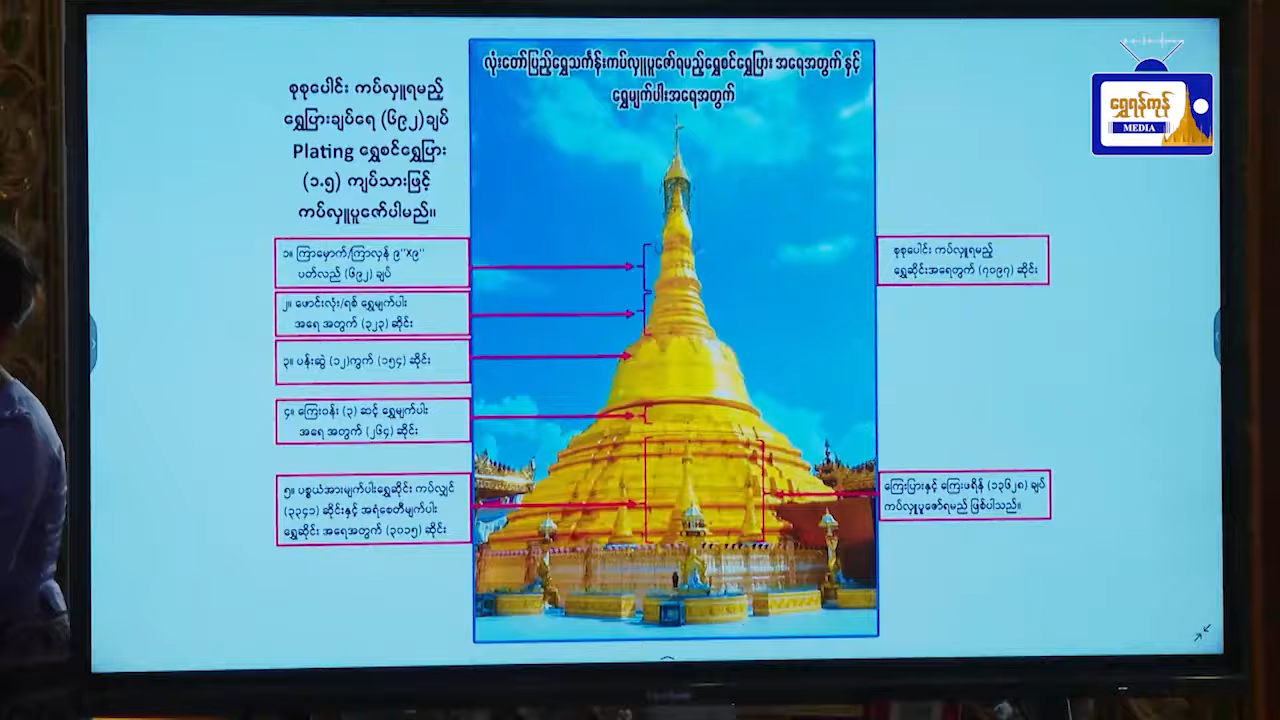 လုံးတော်ပြည့်ရွှေသင်္ကန်းကပ်လှူပူဇော်ရမည့်ရွှေစင်ရွှေပြား အရေအတွက် နှင့်
ရွှေမျက်ပါးအရေအတွက်
စုစုပေါင်း ကပ်လှူရမည့်
ရွှေပြားချပ်ရေ (၆၉၂)ချပ်
Plating ရွှေစင်ရွှေပြား
(၁.၅) ကျပ်သားဖြင့်
ကပ်လှူပူဇော်ပါမည်။
၁။ ကြာမှောက်/ကြာလှန် ၉"x၉"
ပတ်လည် (၆၉၂) ချပ်
၂။ ဖောင်းလုံး/ရစ် ရွှေမျက်ပါး
အရေ အတွက် (၃၂၃) ဆိုင်း
၃။ ပန်းဆွဲ (၁၂)ကွက် (၁၅၄) ဆိုင်း
၄။ ကြေးဝန်း (၃) ဆင့် ရွှေမျက်ပါး
အရေ အတွက် (၂၆၄) ဆိုင်း
၅။ ပစ္စယံအားမျက်ပါးရွှေဆိုင်း ကပ်လျှင်
(၃၃၄၁) ဆိုင်းနှင့် အရံစေတီမျက်ပါး
ရွှေဆိုင်း အရေအတွက် (၃၀၁၅) ဆိုင်း
စုစုပေါင်း ကပ်လှူရမည့်
ရွှေဆိုင်းအရေတွက် (၇၀၉၇) ဆိုင်း
ကြေးပြားနှင့် ကြေးဖရိန် (၁၃၆၂၈) ချပ်
ကပ်လှူပူဇော်ရမည် ဖြစ်ပါသည်။
ရွှေရန်ကုန်
MEDIA